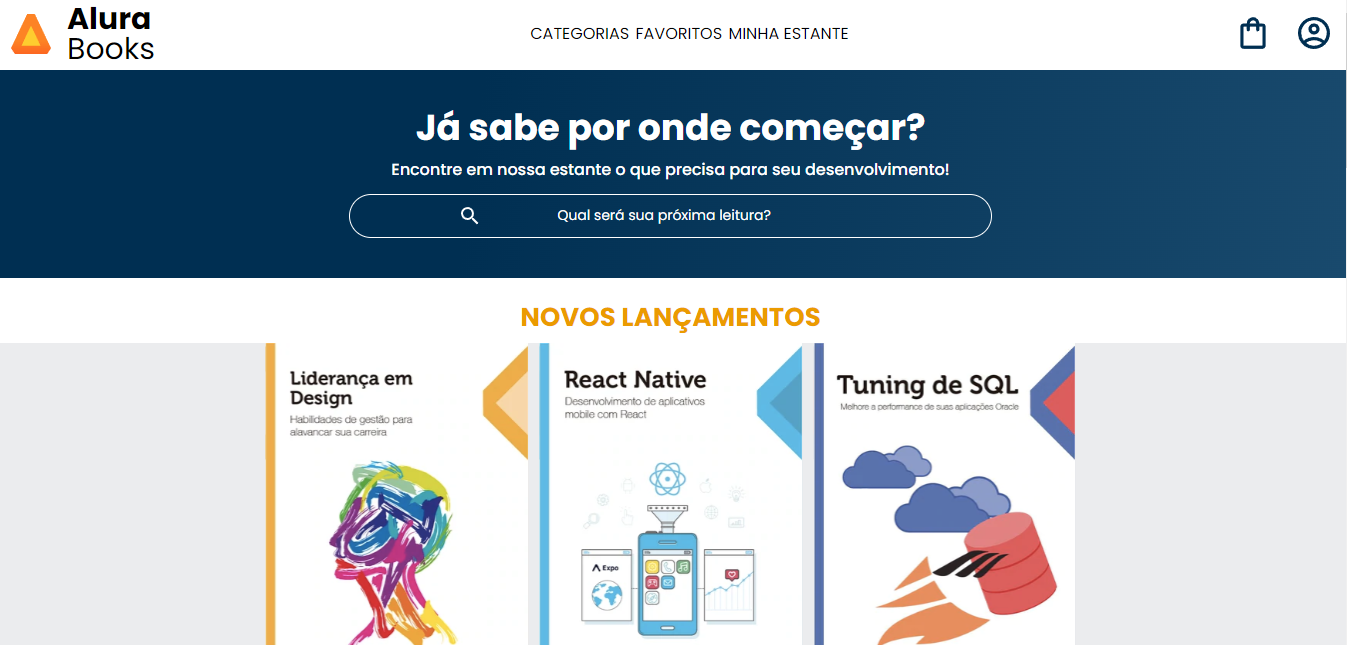 Alura
Books
CATEGORIAS FAVORITOS MINHA ESTANTE
Já sabe por onde começar?
Encontre em nossa estante o que precisa para seu desenvolvimento!
Qual será sua próxima leitura?
NOVOS LANÇAMENTOS
Liderança em
Design
Habilidades de gestão para
alavancar sua carreira
React Native
Desenvolvimento de aplicativos
mobile com React
Expo
Tuning de SQL
Melhore a performance de suas aplicações Oracle